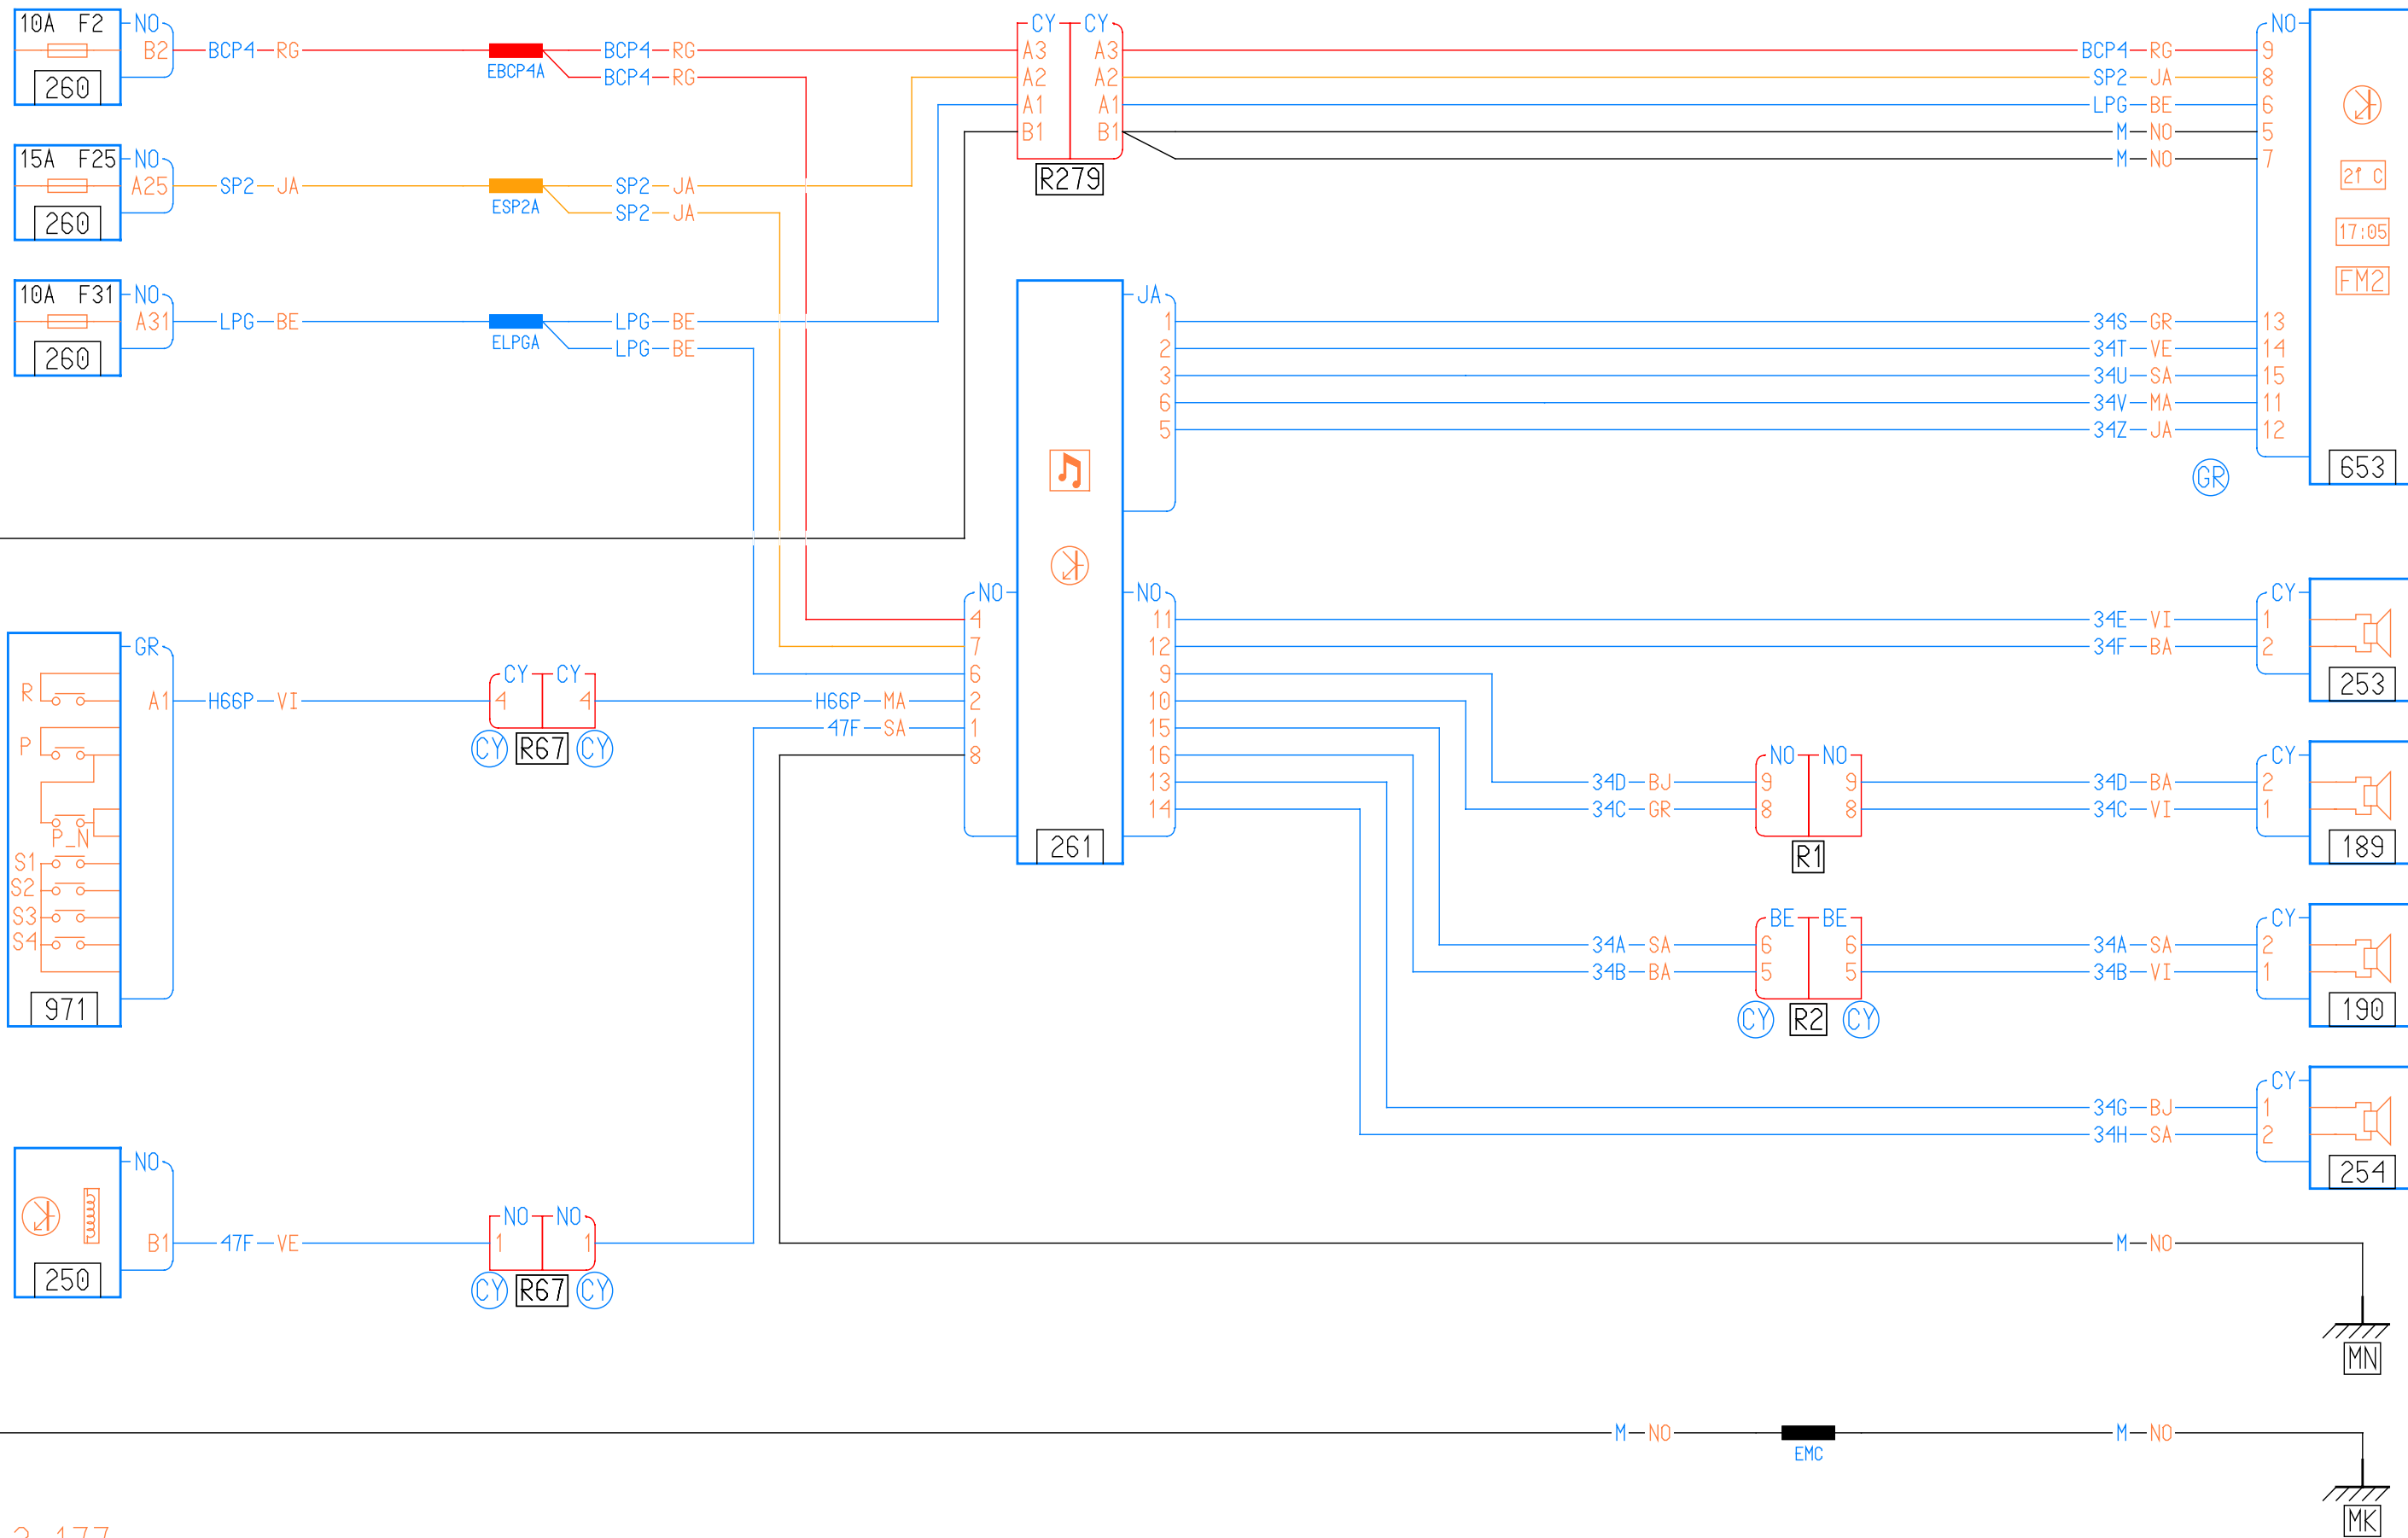 10A F2 NO B2 BCP4 RG EBCP4A BCP4 RG
BCP4 RG
260
15A F25 NO A25 SP2 JA ESP2A SP2 JA
SP2 JA
260
10A F31 NO A31 LPG BE ELPGA LPG BE
LPG BE
260
CY CY
A3 A3
A2 A2
A1 A1
B1 B1
R279
NO
BCP4 RG 9
SP2 JA 8
LPG BE 6
M NO 5
M NO 7
17:05
FM2
JA
1 34S GR 13
2 34T VE 14
3 34U SA 15
6 34V MA 11
5 34Z JA 12
GR
653
GR
R
A1 H66P VI
P
P_N
S1
S2
S3
S4
971
CY CY
4 4
CY R67 CY
H66P MA
47F SA
NO
4
7
6
2
1
8
261
NO
11 34E VI 1
12 34F BA 2
9
10
15
16
13
14
CY
253
34D BJ
34C GR
NO NO
9 9
8 8
R1
34D BA 2
34C VI 1
CY
189
34A SA
34B BA
BE BE
6 6
5 5
CY R2 CY
34A SA 2
34B VI 1
CY
190
CY
34G BJ 1
34H SA 2
254
NO
B1 47F VE
250
NO NO
1 1
CY R67 CY
M NO
MN
M NO EMC M NO
MK